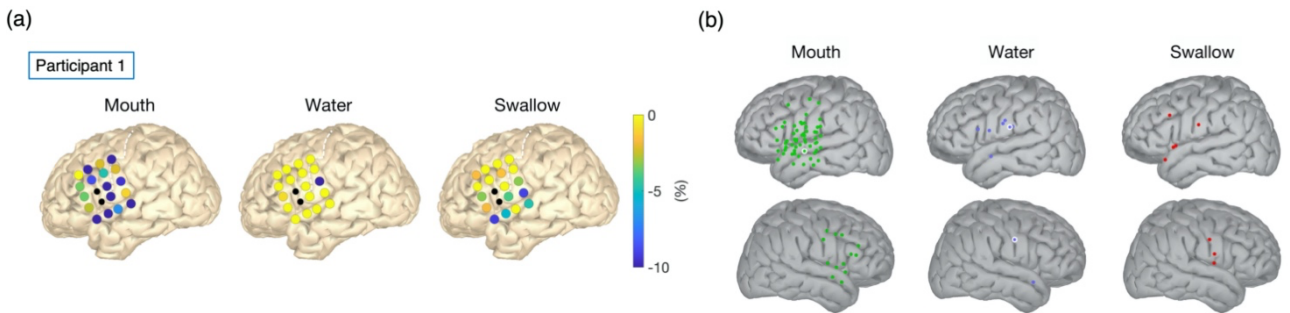 (a)
Participant 1
Mouth Water Swallow
0
-5
-10
(%)
(b)
Mouth Water Swallow